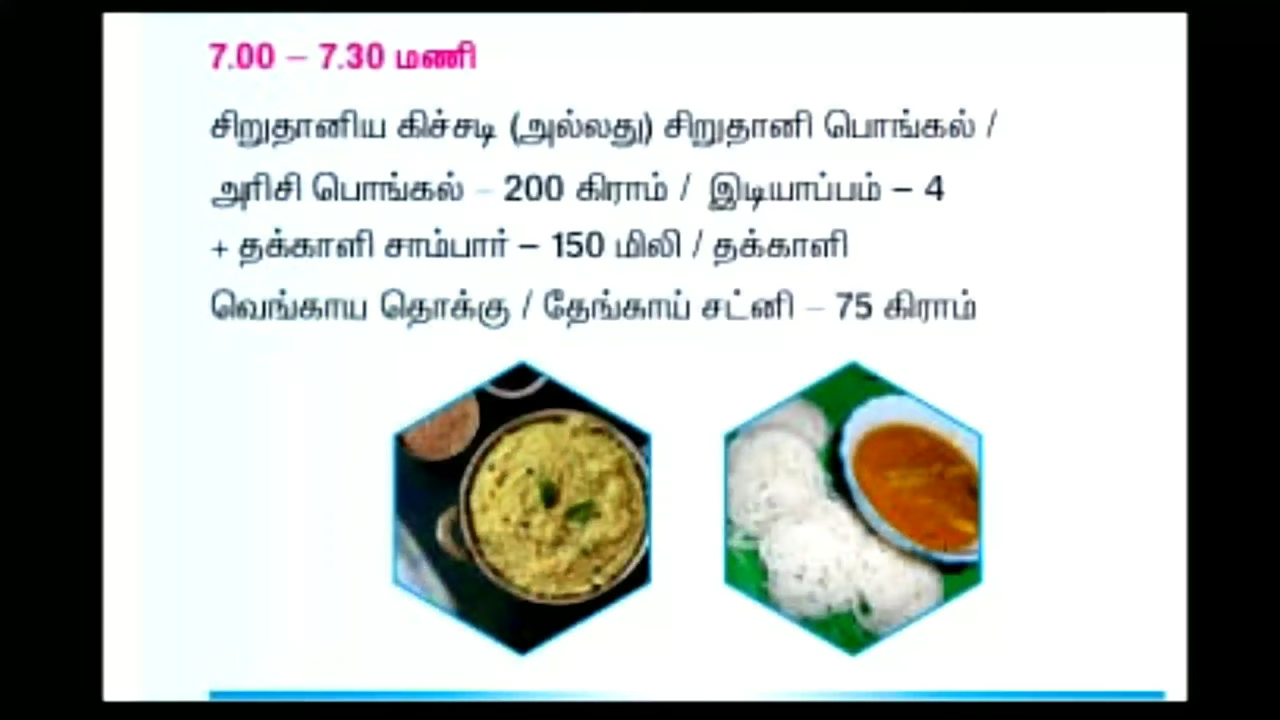 7.00 – 7.30 மணி
சிறுதானிய கிச்சடி (அல்லது) சிறுதானி பொங்கல் /
அரிசி பொங்கல் – 200 கிராம் / இடியாப்பம் – 4
+ தக்காளி சாம்பார் – 150 மிலி / தக்காளி
வெங்காய தொக்கு / தேங்காய் சட்னி – 75 கிராம்